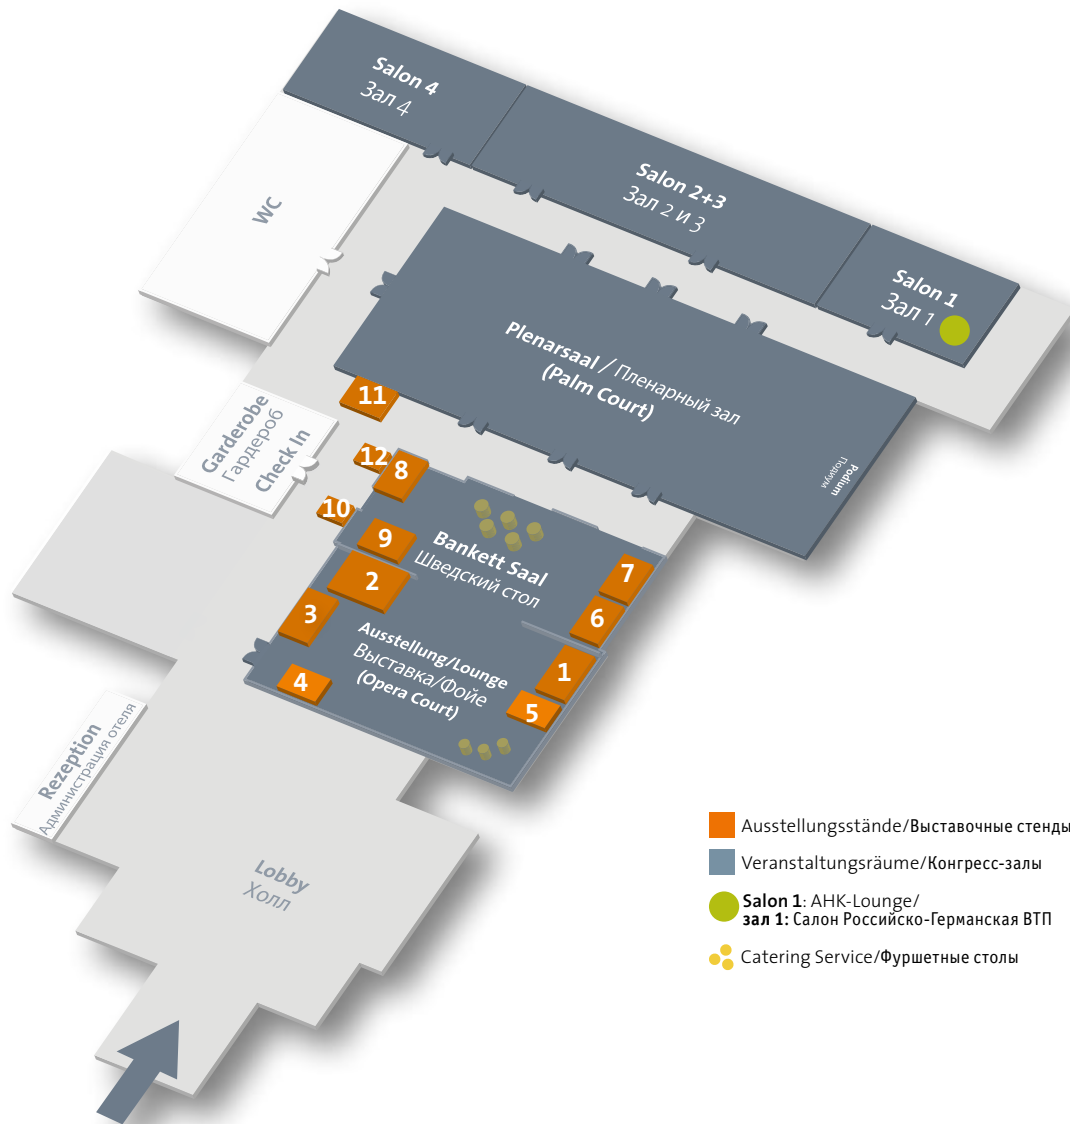 Salon 4
Зал 4
Salon 2+3
Зал 2 и 3
Salon 1
Зал 1
WC
Plenarsaal / Пленарный зал
(Palm Court)
Podium
Подиум
11
Garderobe
Гардероб
Check In
12
8
10
9
2
3
4
Bankett Saal
Шведский стол
7
6
1
5
Ausstellung/Lounge
Выставка/Фойе
(Opera Court)
Rezeption
Администрация отеля
Lobby
Холл
Ausstellungsstände/Выставочные стенды
Veranstaltungsräume/Конгресс-залы
Salon 1: AHK-Lounge/
зал 1: Салон Российско-Германская ВТП
Catering Service/Фуршетные столы